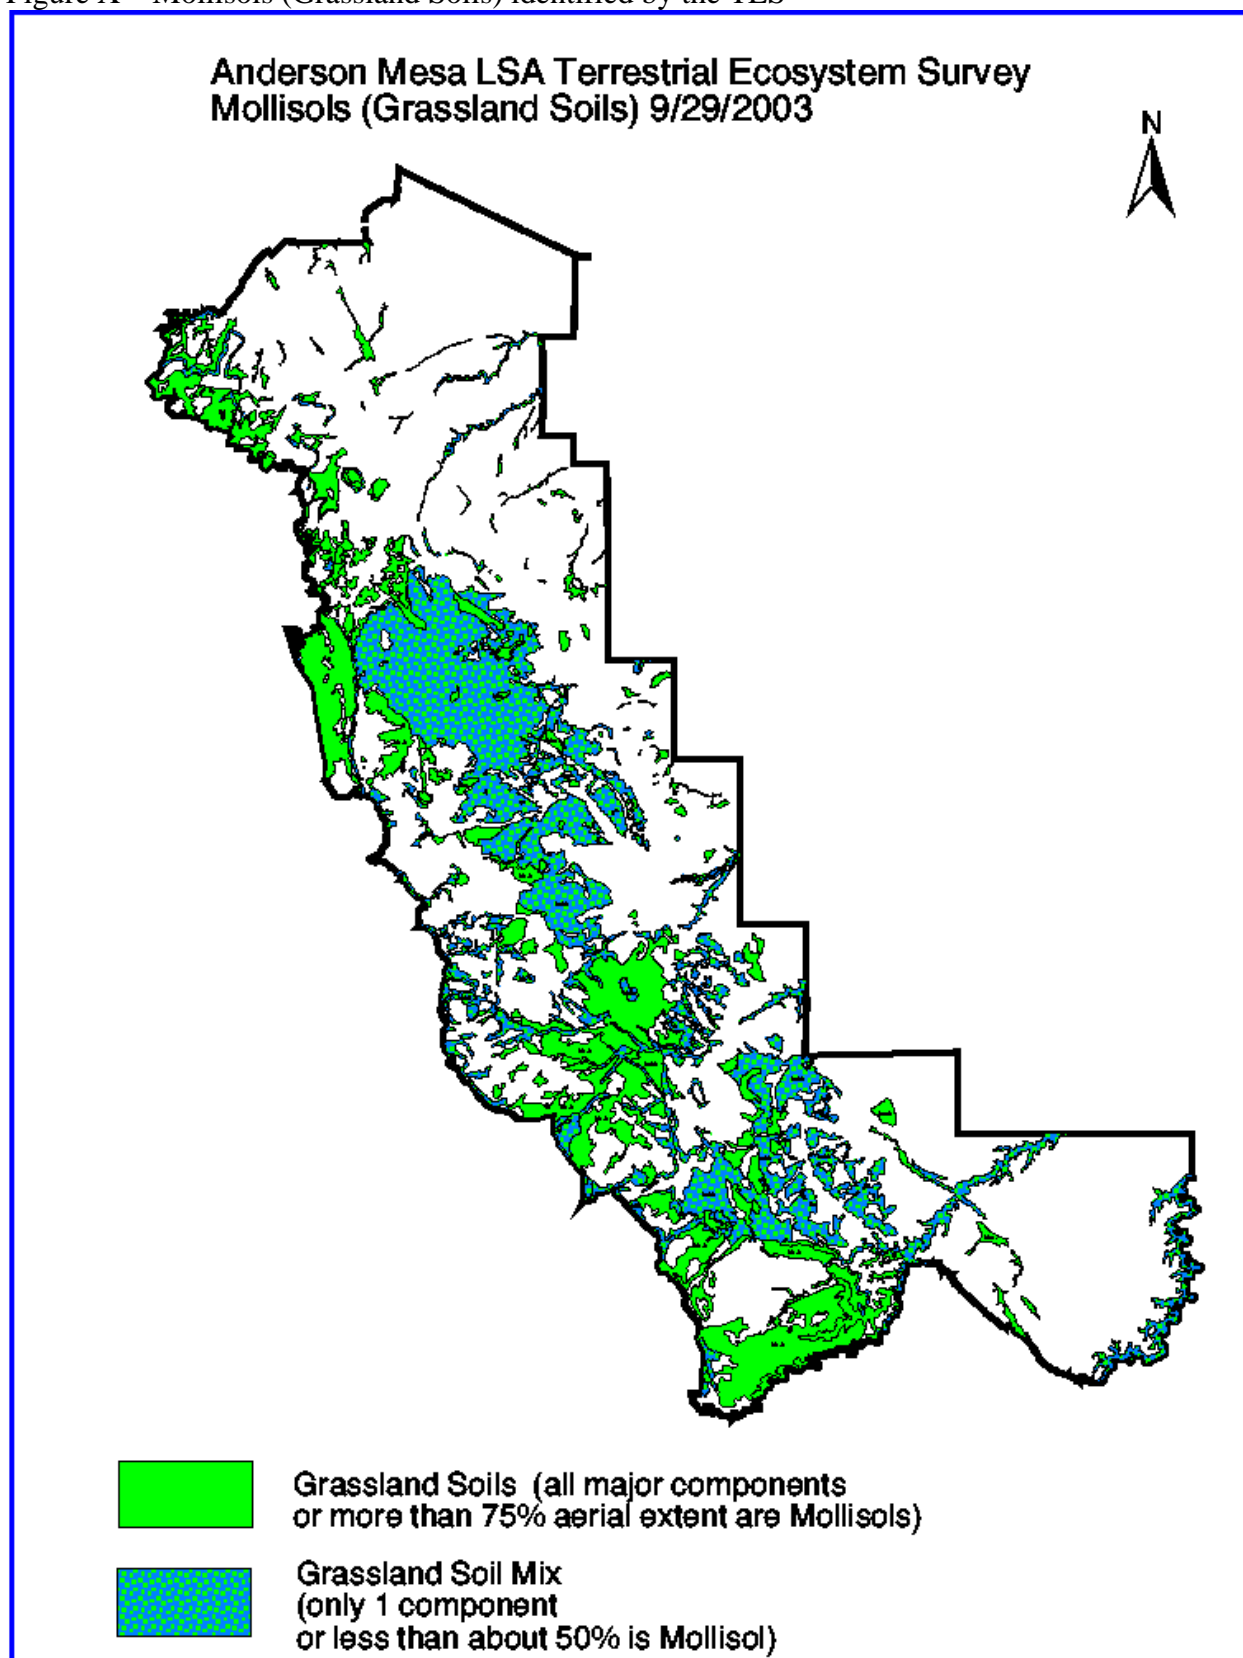 Figure A – Mollisols (Grassland Soils) identified by the TES
Anderson Mesa LSA Terrestrial Ecosystem Survey
Mollisols (Grassland Soils) 9/29/2003
N
Grassland Soils (all major components
or more than 75% aerial extent are Mollisols)
Grassland Soil Mix
(only 1 component
or less than about 50% is Mollisol)